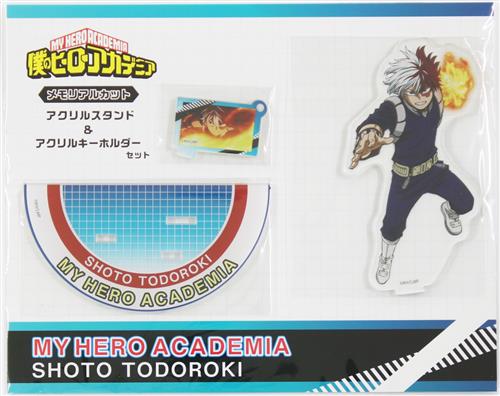 MY HERO ACADEMIA
僕のヒーローアカデミア
メモリアルカット
アクリルスタンド
&
アクリルキーホルダー
セット
SHOTO TODOROKI
MY HERO ACADEMIA
MY HERO ACADEMIA
SHOTO TODOROKI